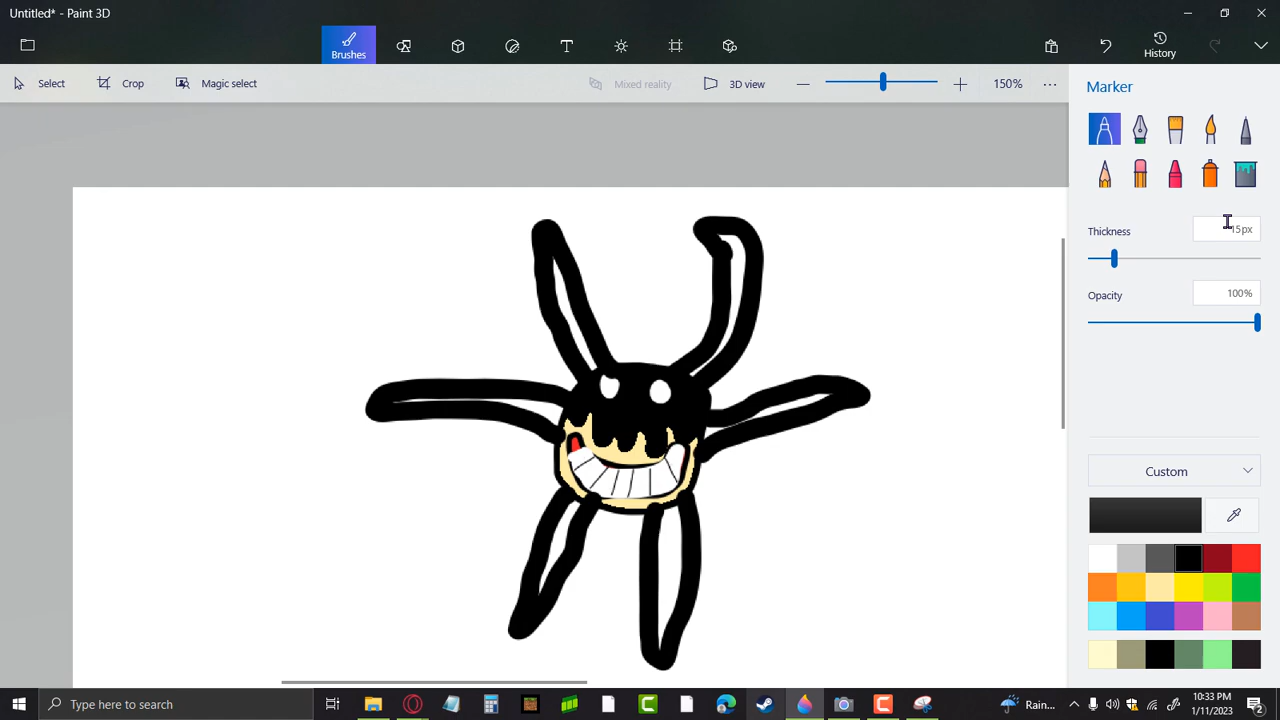 Untitled* - Paint 3D
Brushes
History
Select
Crop
Magic select
Mixed reality
3D view
150%
Marker
Thickness
15px
Opacity
100%
Custom
Type here to search
Rain...
10:33 PM
1/11/2023
2